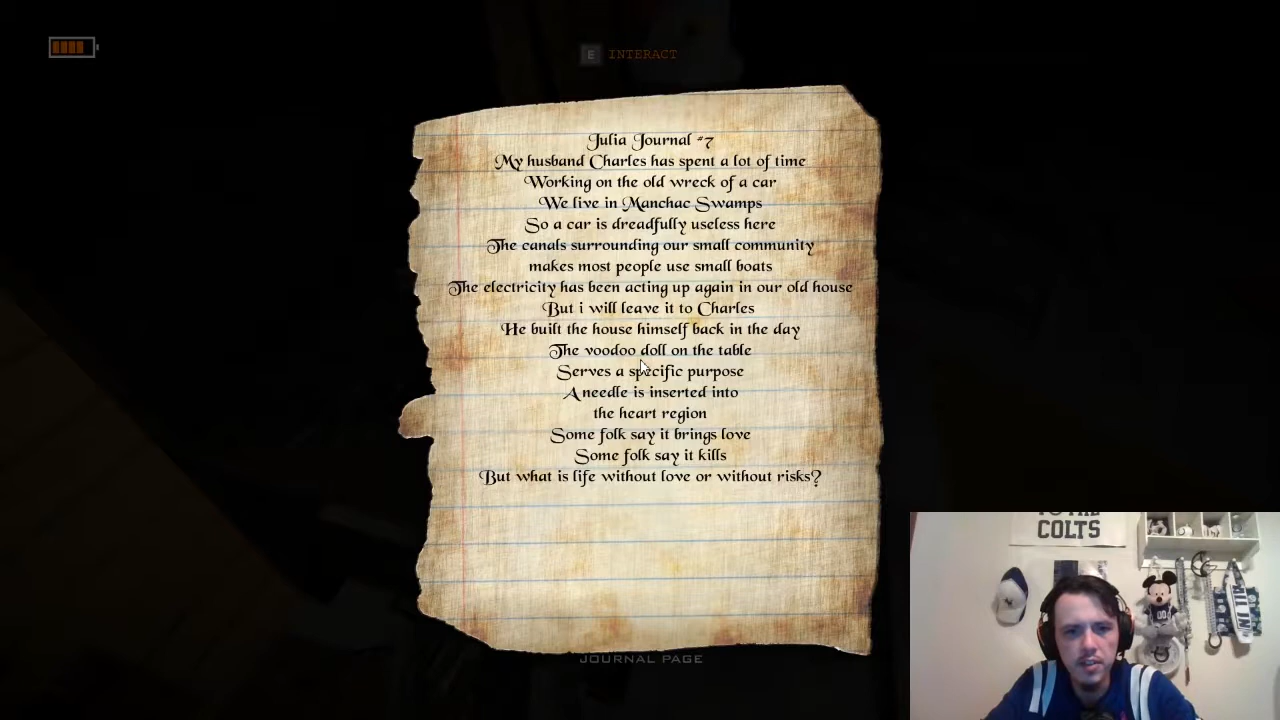 E INTERACT
Julia Journal #7
My husband Charles has spent a lot of time
Working on the old wreck of a car
We live in Manchac Swamps
So a car is dreadfully useless here
The canals surrounding our small community
makes most people use small boats
The electricity has been acting up again in our old house
But i will leave it to Charles
He built the house himself back in the day
The voodoo doll on the table
Serves a specific purpose
A needle is inserted into
the heart region
Some folk say it brings love
Some folk say it kills
But what is life without love or without risks?
JOURNAL PAGE
COLTS